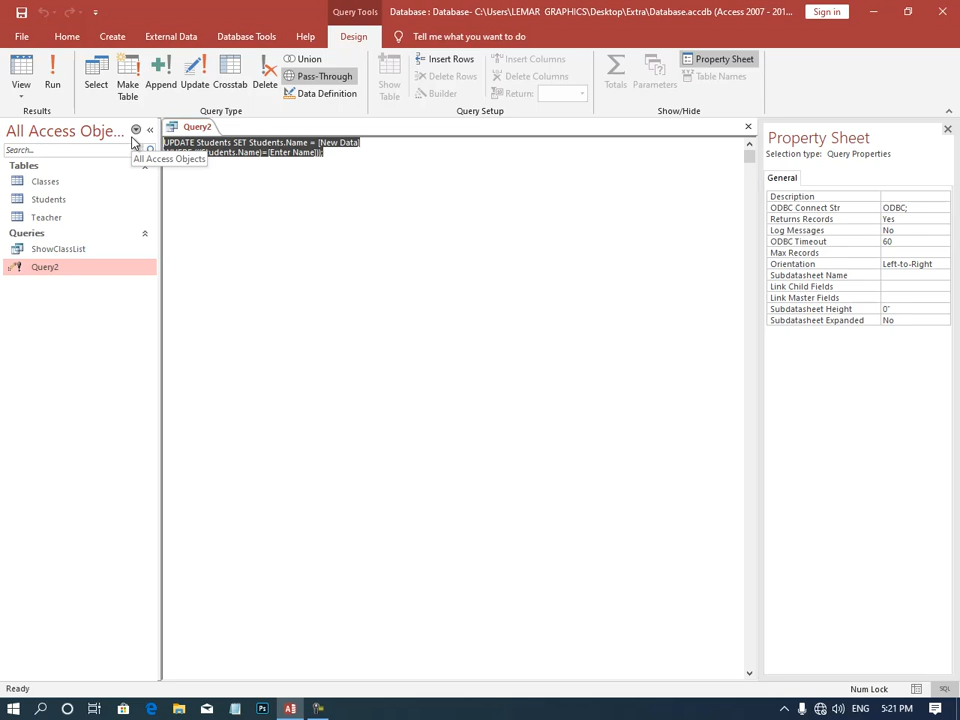 Query Tools
Database : Database- C:\Users\LEMAR  GRAPHICS\Desktop\Extra\Database.accdb (Access 2007 - 201...
Sign in
File
Home
Create
External Data
Database Tools
Help
Design
Tell me what you want to do
View
Run
Select
Make
Table
Append
Update
Crosstab
Delete
Union
Pass-Through
Data Definition
Show
Table
Insert Rows
Delete Rows
Builder
Insert Columns
Delete Columns
Return:
Totals
Parameters
Property Sheet
Table Names
Results
Query Type
Query Setup
Show/Hide
All Access Obje...
Search...
All Access Objects
Tables
Classes
Students
Teacher
Queries
ShowClassList
Query2
Query2
UPDATE Students SET Students.Name = [New Data]
Students.Name)=[Enter Name]));
Property Sheet
Selection type:  Query Properties
General
Description
ODBC Connect Str ODBC;
Returns Records Yes
Log Messages No
ODBC Timeout 60
Max Records
Orientation Left-to-Right
Subdatasheet Name
Link Child Fields
Link Master Fields
Subdatasheet Height 0"
Subdatasheet Expanded No
Ready
Num Lock
SQL
Ps
ENG
5:21 PM